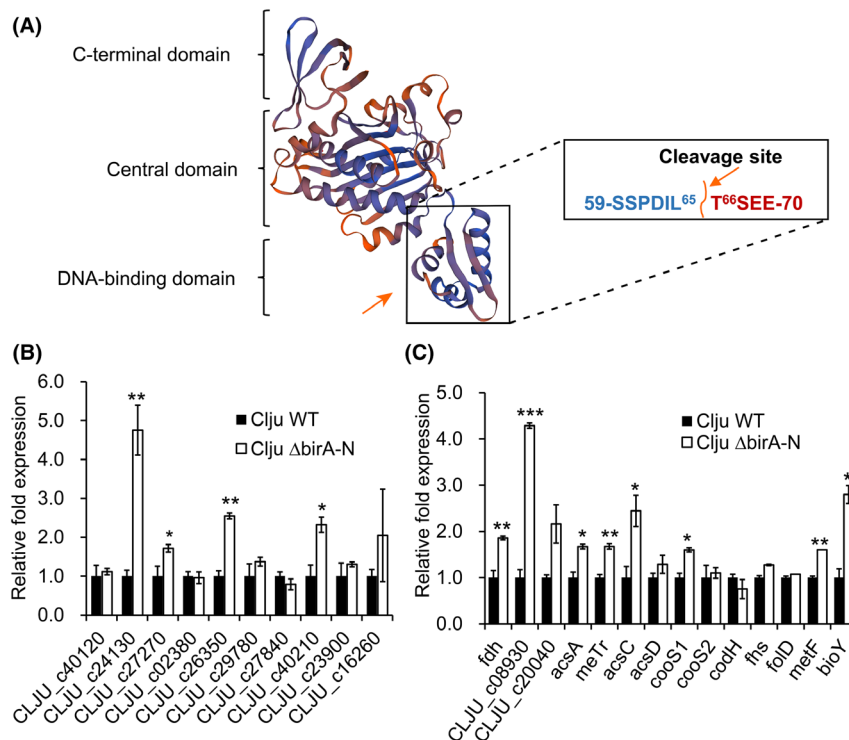 (A)
C-terminal domain
Central domain
DNA-binding domain
Cleavage site
59-SSPDIL⁶⁵ T⁶⁶SEE-70
(B)
Relative fold expression
6.0
5.0
4.0
3.0
2.0
1.0
0.0
Clju WT
Clju ΔbirA-N
**
*
**
*
CLJU_c40120
CLJU_c24130
CLJU_c27270
CLJU_c02380
CLJU_c26350
CLJU_c29780
CLJU_c27840
CLJU_c40210
CLJU_c23900
CLJU_c16260
(C)
Relative fold expression
5.0
4.0
3.0
2.0
1.0
0.0
Clju WT
Clju ΔbirA-N
**
***
*
**
*
*
**
*
fdh
CLJU_c08930
CLJU_c20040
acsA
meTr
acsC
acsD
cooS1
cooS2
codH
fhs
folD
metF
bioY